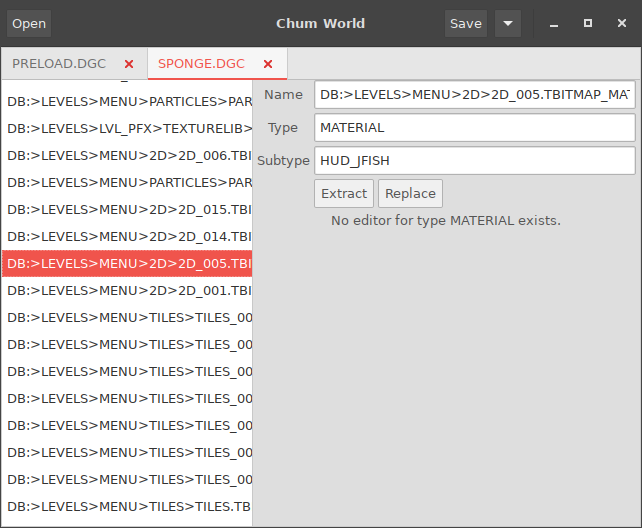 Open
Chum World
Save
PRELOAD.DGC
SPONGE.DGC
DB:>LEVELS>MENU>PARTICLES>PAR
DB:>LEVELS>LVL_PFX>TEXTURELIB>
DB:>LEVELS>MENU>2D>2D_006.TBI
DB:>LEVELS>MENU>PARTICLES>PAR
DB:>LEVELS>MENU>2D>2D_015.TBI
DB:>LEVELS>MENU>2D>2D_014.TBI
DB:>LEVELS>MENU>2D>2D_005.TBI
DB:>LEVELS>MENU>2D>2D_001.TBI
DB:>LEVELS>MENU>TILES>TILES_00
DB:>LEVELS>MENU>TILES>TILES_00
DB:>LEVELS>MENU>TILES>TILES_00
DB:>LEVELS>MENU>TILES>TILES_00
DB:>LEVELS>MENU>TILES>TILES_00
DB:>LEVELS>MENU>TILES>TILES_00
DB:>LEVELS>MENU>TILES>TILES_00
DB:>LEVELS>MENU>TILES>TILES.TB
Name DB:>LEVELS>MENU>2D>2D_005.TBITMAP_MAT
Type MATERIAL
Subtype HUD_JFISH
Extract Replace
No editor for type MATERIAL exists.